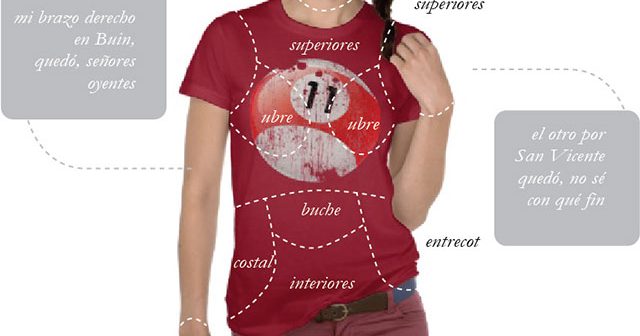 superiores
mi brazo derecho
en Buin,
quedó, señores
oyentes
superiores
11
ubre
ubre
el otro por
San Vicente
quedó, no sé
con qué fin
buche
entrecot
costal
interiores